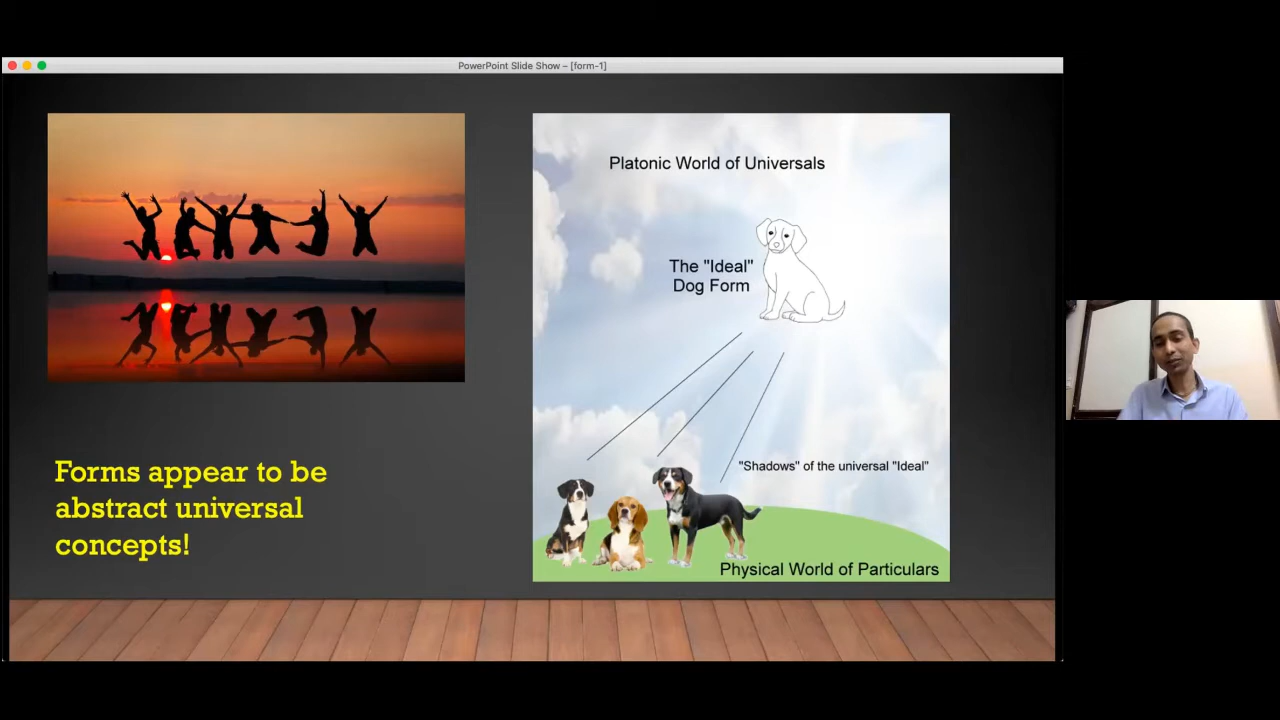 PowerPoint Slide Show – [form-1]
Platonic World of Universals
The "Ideal"
Dog Form
"Shadows" of the universal "Ideal"
Physical World of Particulars
Forms appear to be
abstract universal
concepts!